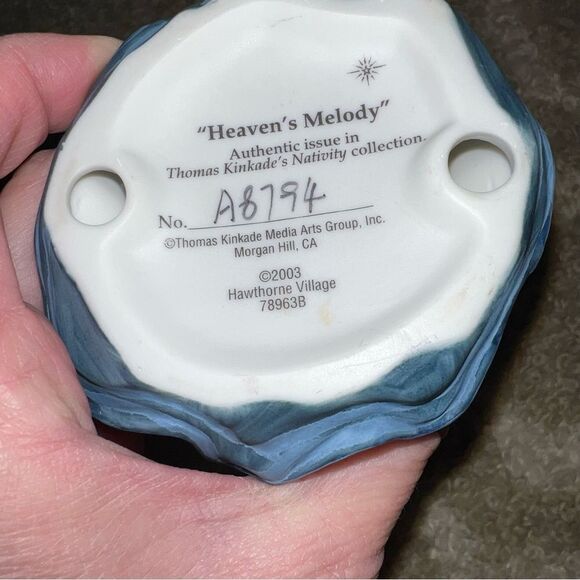 "Heaven's Melody"
Authentic issue in
Thomas Kinkade's Nativity collection.
No. A8794
©Thomas Kinkade Media Arts Group, Inc.
Morgan Hill, CA
©2003
Hawthorne Village
78963B